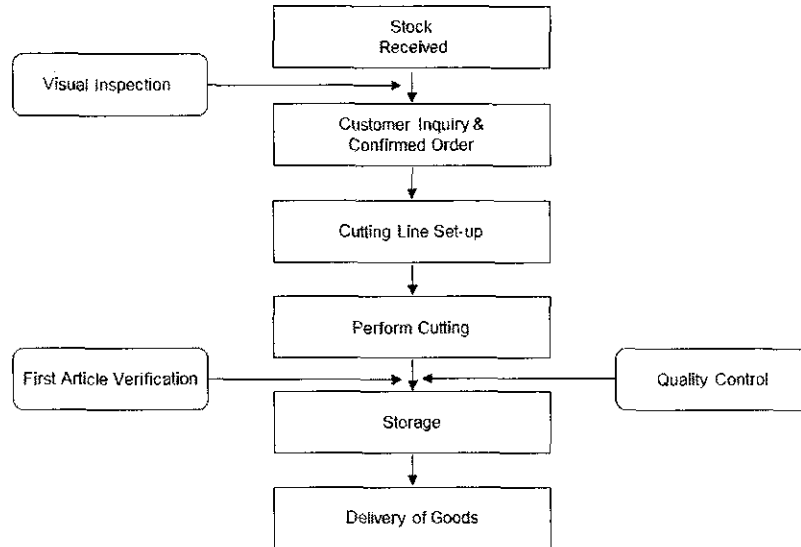 Stock
Received
Visual Inspection
Customer Inquiry &
Confirmed Order
Cutting Line Set-up
Perform Cutting
First Article Verification
Quality Control
Storage
Delivery of Goods